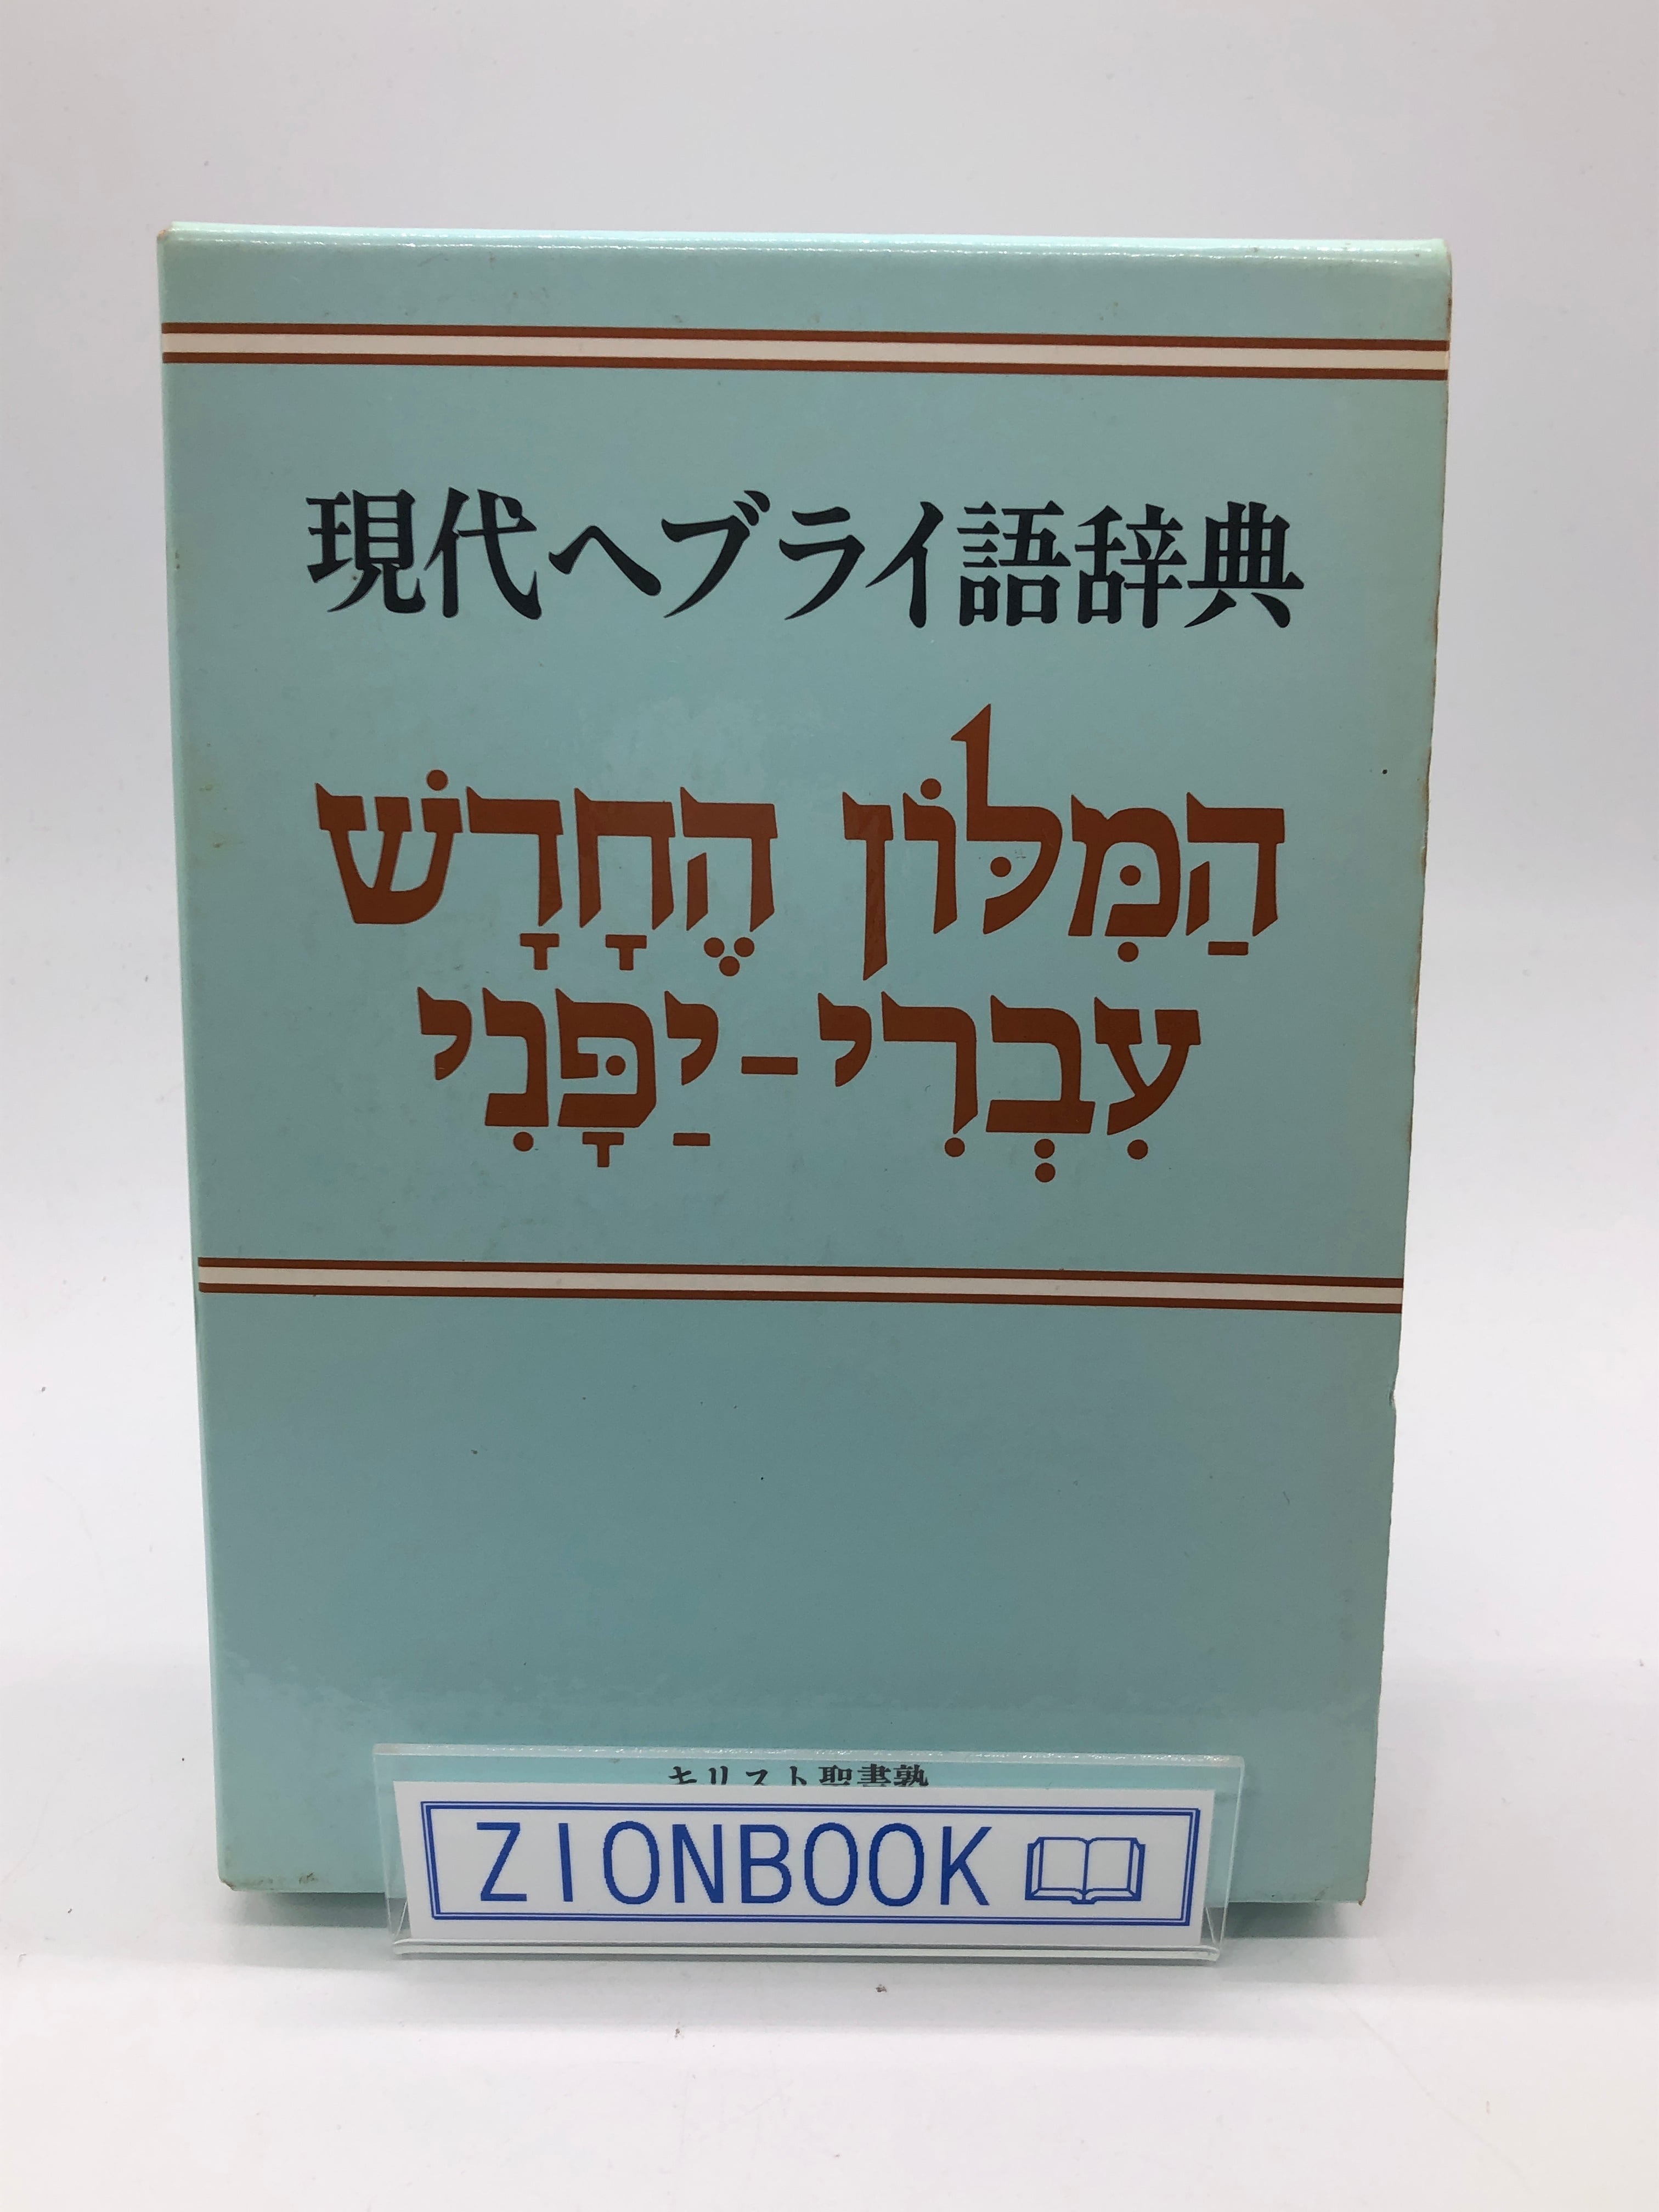 現代ヘブライ語辞典
הַמִּלּוֹן הֶחָדָשׁ
עִבְרִי-יַפָּנִי
キリスト聖書塾
ZIONBOOK